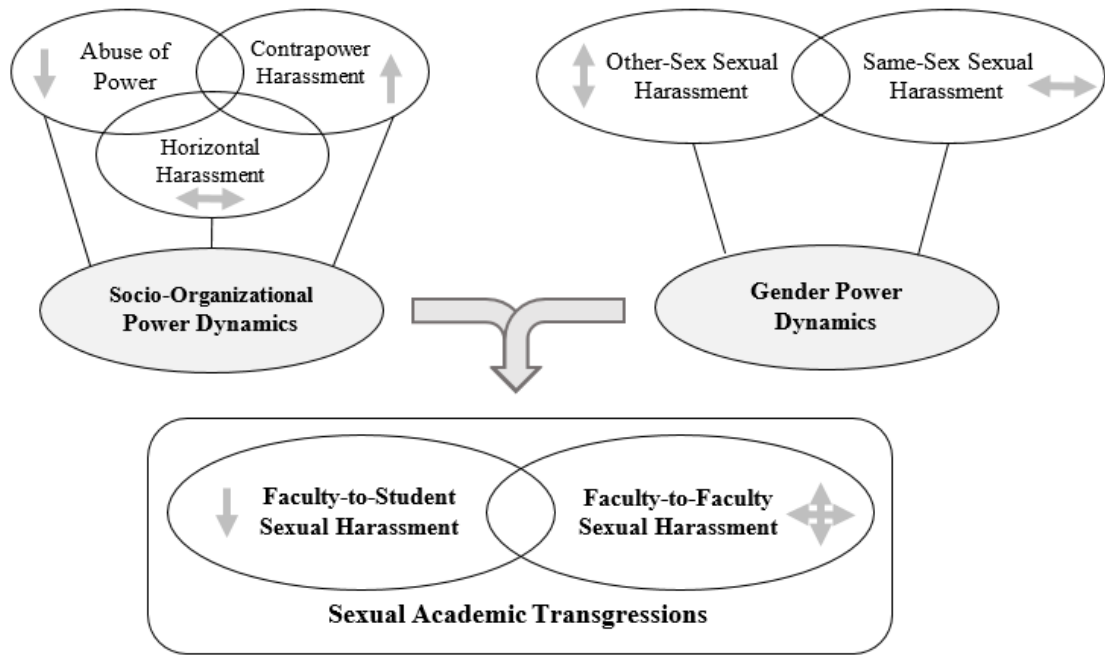 Abuse of
Power
Contrapower
Harassment
Horizontal
Harassment
Other-Sex Sexual
Harassment
Same-Sex Sexual
Harassment
Socio-Organizational
Power Dynamics
Gender Power
Dynamics
Faculty-to-Student
Sexual Harassment
Faculty-to-Faculty
Sexual Harassment
Sexual Academic Transgressions